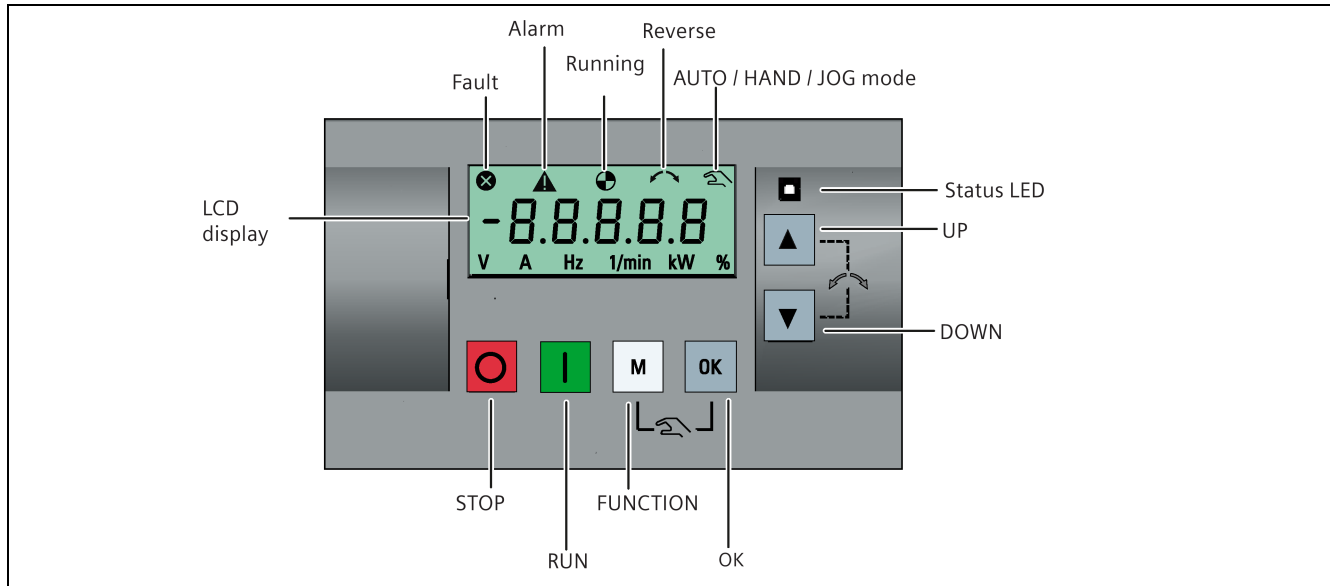 Alarm
Reverse
Running
AUTO / HAND / JOG mode
Fault
LCD
display
-8.8.8.8.8
V A Hz 1/min kW %
Status LED
UP
DOWN
M OK
STOP
FUNCTION
RUN
OK